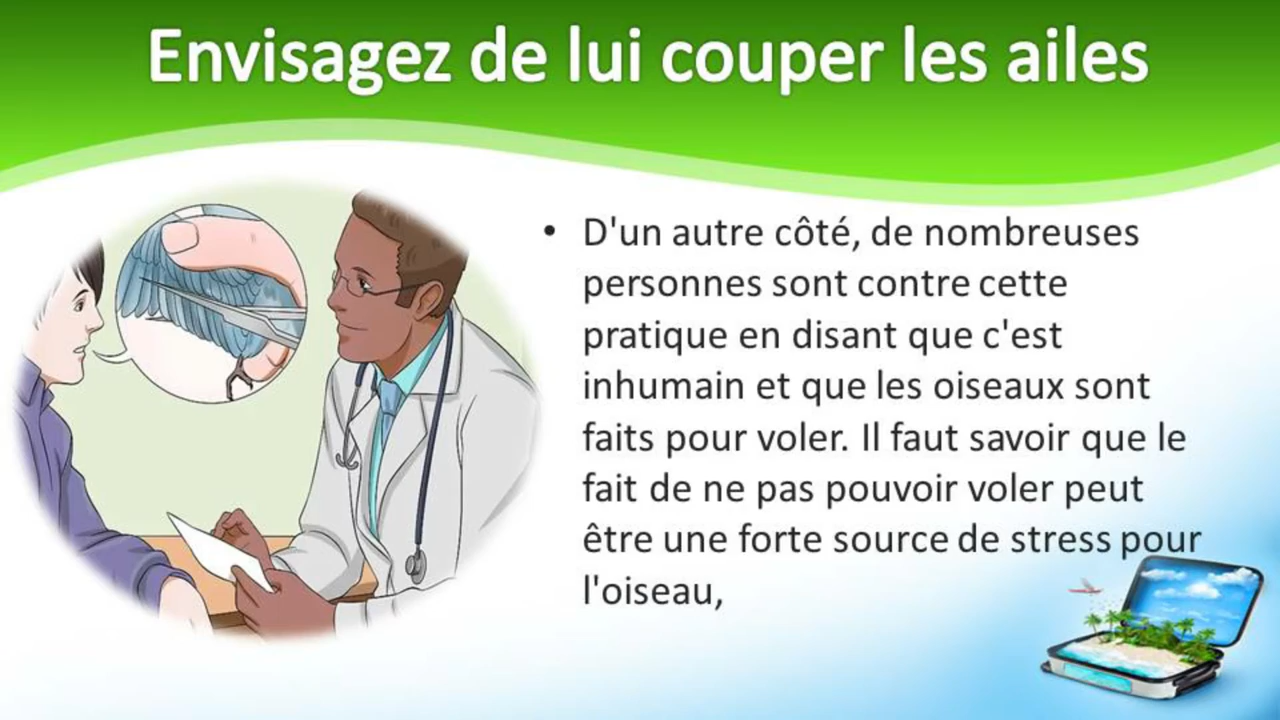 Envisagez de lui couper les ailes
• D'un autre côté, de nombreuses
personnes sont contre cette
pratique en disant que c'est
inhumain et que les oiseaux sont
faits pour voler. Il faut savoir que le
fait de ne pas pouvoir voler peut
être une forte source de stress pour
l'oiseau,